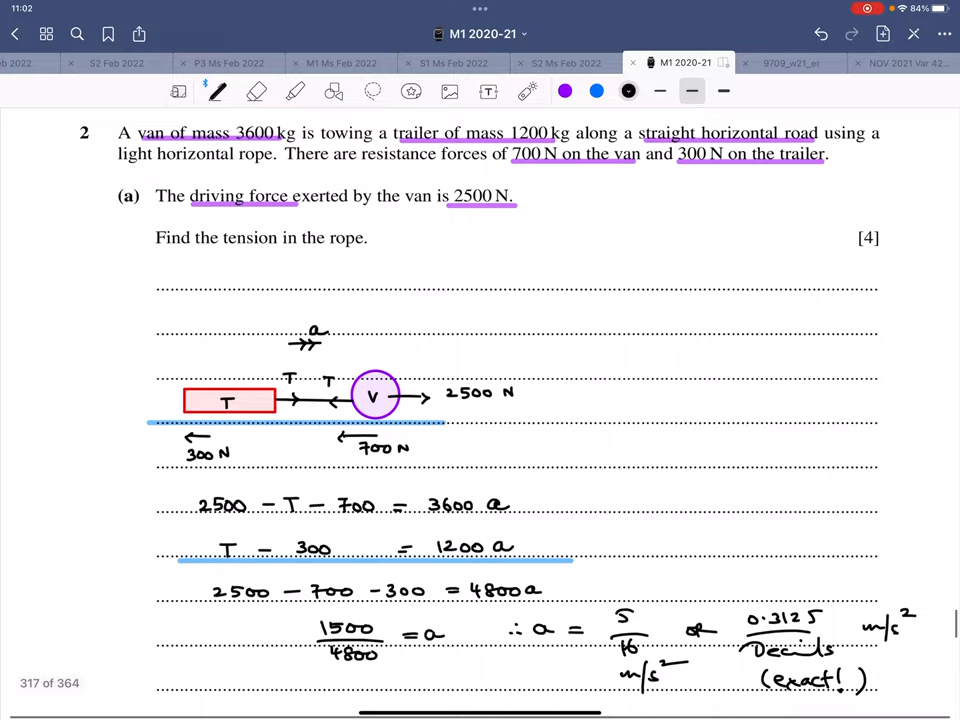 11:02
84%
M1 2020-21
eb 2022
S2 Feb 2022
P3 Ms Feb 2022
M1 Ms Feb 2022
S1 Ms Feb 2022
S2 Ms Feb 2022
M1 2020-21
9709_w21_er
NOV 2021 Var 42...
2 A van of mass 3600 kg is towing a trailer of mass 1200 kg along a straight horizontal road using a
light horizontal rope. There are resistance forces of 700 N on the van and 300 N on the trailer.
(a) The driving force exerted by the van is 2500 N.
Find the tension in the rope. [4]
a
T T
T V 2500 N
300 N 700 N
2500 - T - 700 = 3600 a
T - 300 = 1200 a
2500 - 700 - 300 = 4800 a
1500/4800 = a ∴ a = 5/16 m/s² or 0.3125 m/s²
Decimals
(exact!)
317 of 364